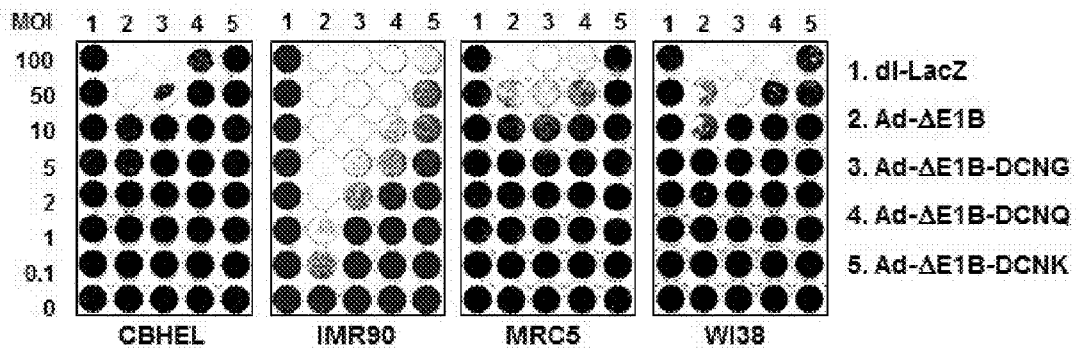 MOI 1 2 3 4 5 1 2 3 4 5 1 2 3 4 5 1 2 3 4 5
100
50
10
5
2
1
0.1
0
CBHEL IMR90 MRC5 WI38
1. dl-LacZ
2. Ad-ΔE1B
3. Ad-ΔE1B-DCNG
4. Ad-ΔE1B-DCNQ
5. Ad-ΔE1B-DCNK